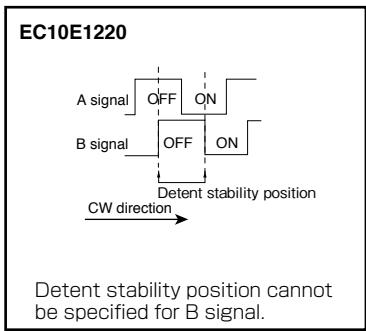 EC10E1220
A signal OFF ON
B signal OFF ON
Detent stability position
CW direction
Detent stability position cannot
be specified for B signal.